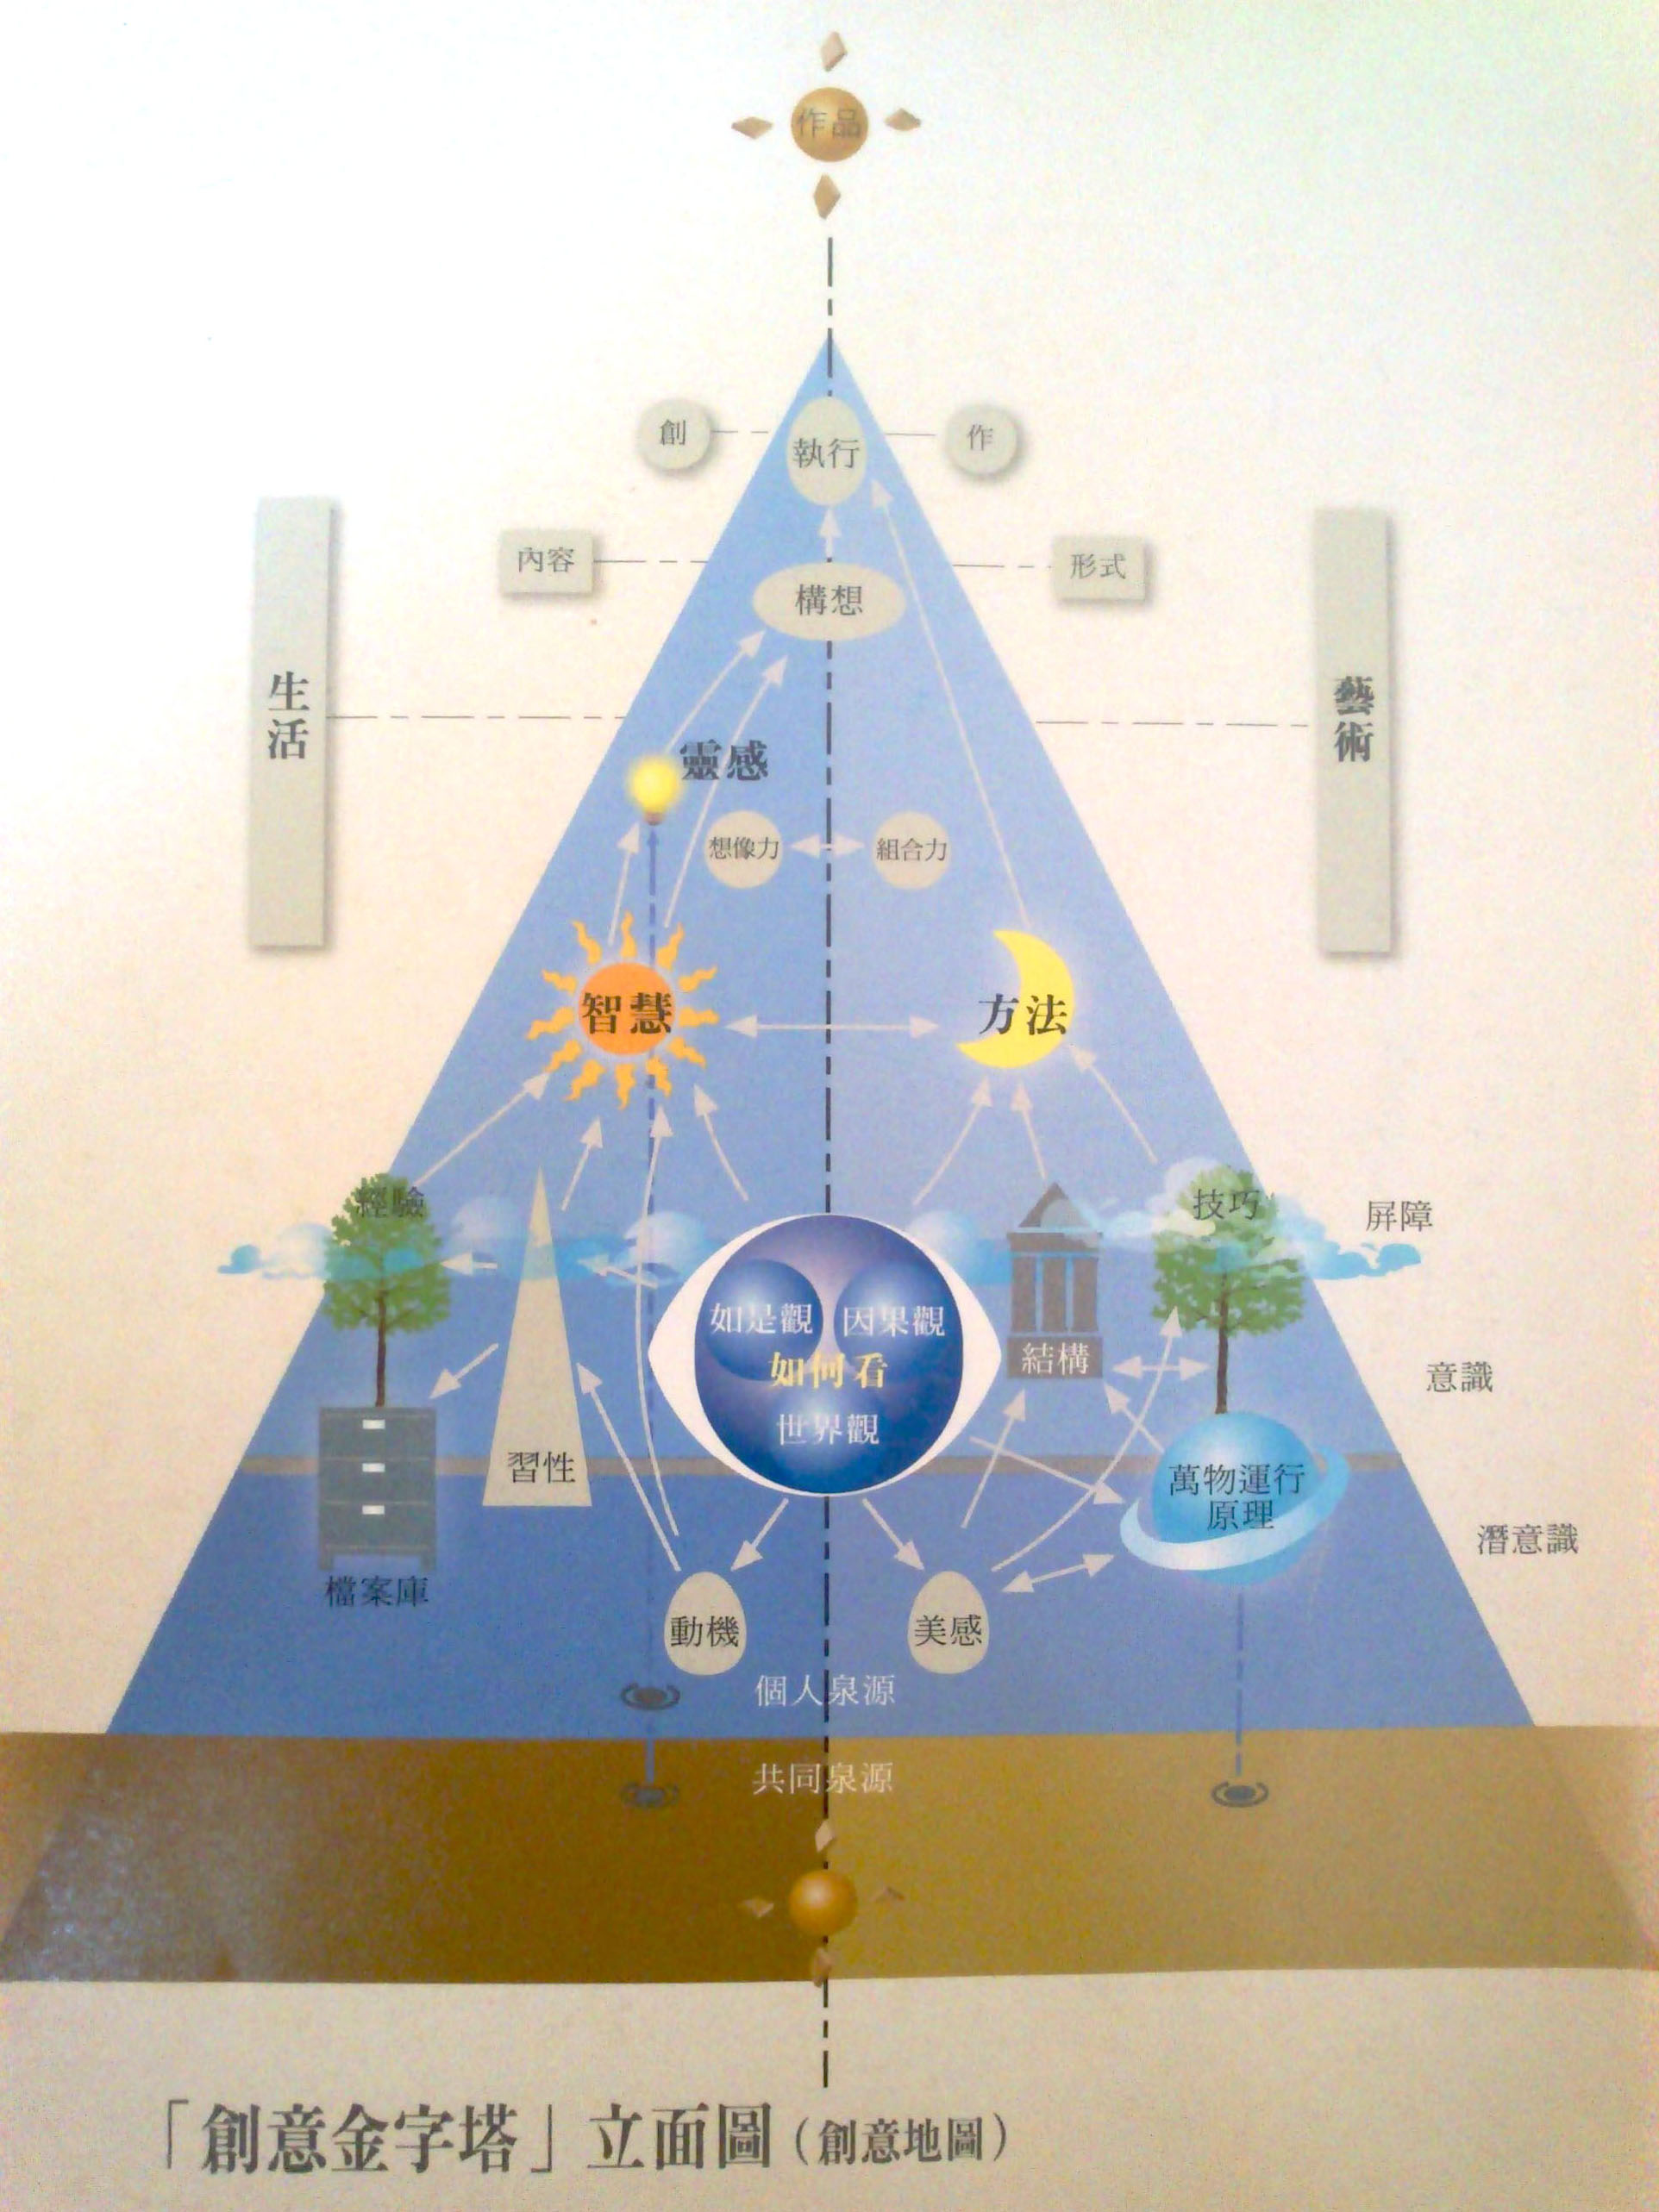 作品
創
執行
作
內容
形式
構想
生活
藝術
靈感
想像力
組合力
智慧
方法
經驗
技巧
屏障
如是觀
因果觀
如何看
世界觀
結構
意識
習性
萬物運行
原理
潛意識
檔案庫
動機
美感
個人泉源
共同泉源
「創意金字塔」立面圖（創意地圖）